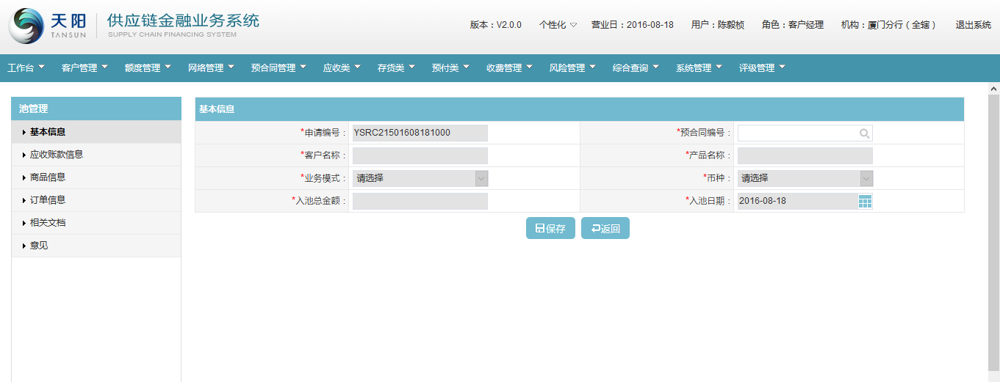 天阳 TANSUN 供应链金融业务系统 SUPPLY CHAIN FINANCING SYSTEM
版本：V2.0.0 个性化 营业日：2016-08-18 用户：陈毅桢 角色：客户经理 机构：厦门分行（全辖） 退出系统
工作台 客户管理 额度管理 网络管理 预合同管理 应收类 存货类 预付类 收费管理 风险管理 综合查询 系统管理 评级管理
池管理
基本信息
应收账款信息
商品信息
订单信息
相关文档
意见
基本信息
*申请编号： YSRC21501608181000 *预合同编号：
*客户名称： *产品名称：
*业务模式： 请选择 *币种： 请选择
*入池总金额： *入池日期： 2016-08-18
保存 返回